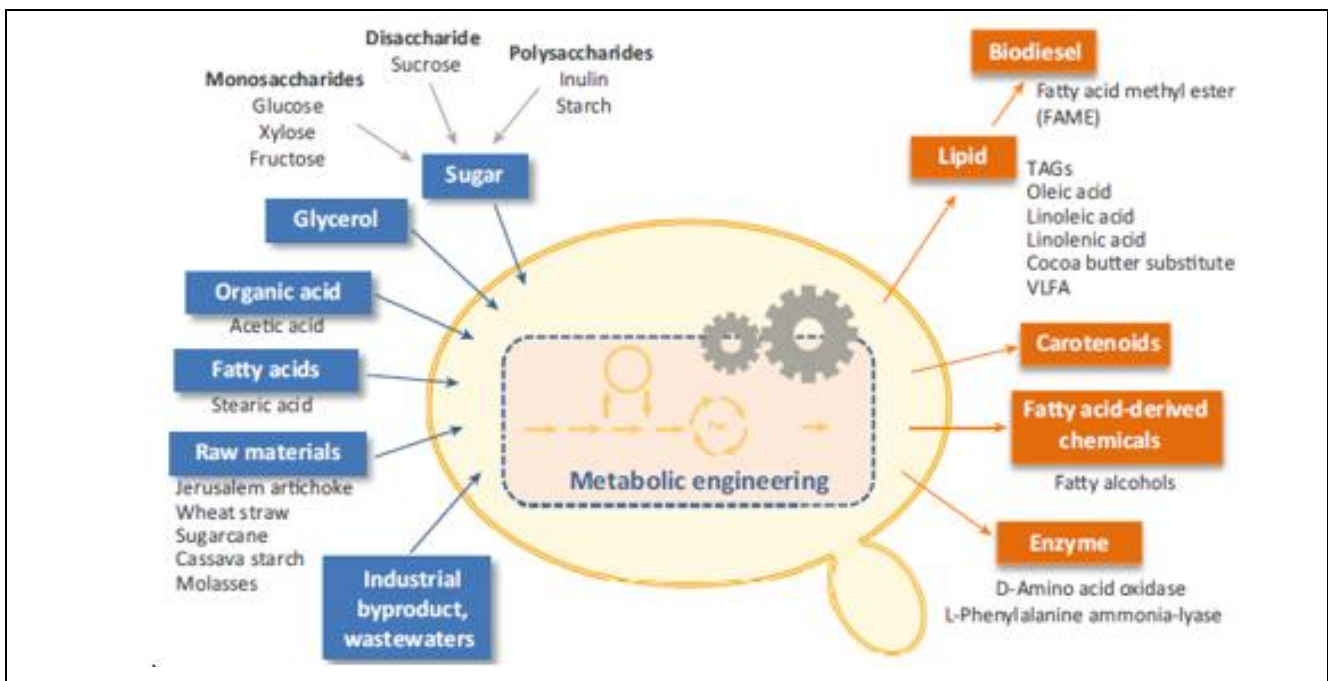 Disaccharide
Sucrose
Monosaccharides
Glucose
Xylose
Fructose
Polysaccharides
Inulin
Starch
Sugar
Glycerol
Organic acid
Acetic acid
Fatty acids
Stearic acid
Raw materials
Jerusalem artichoke
Wheat straw
Sugarcane
Cassava starch
Molasses
Industrial
byproduct,
wastewaters
Metabolic engineering
Biodiesel
Fatty acid methyl ester
(FAME)
Lipid
TAGs
Oleic acid
Linoleic acid
Linolenic acid
Cocoa butter substitute
VLFA
Carotenoids
Fatty acid-derived
chemicals
Fatty alcohols
Enzyme
D-Amino acid oxidase
L-Phenylalanine ammonia-lyase